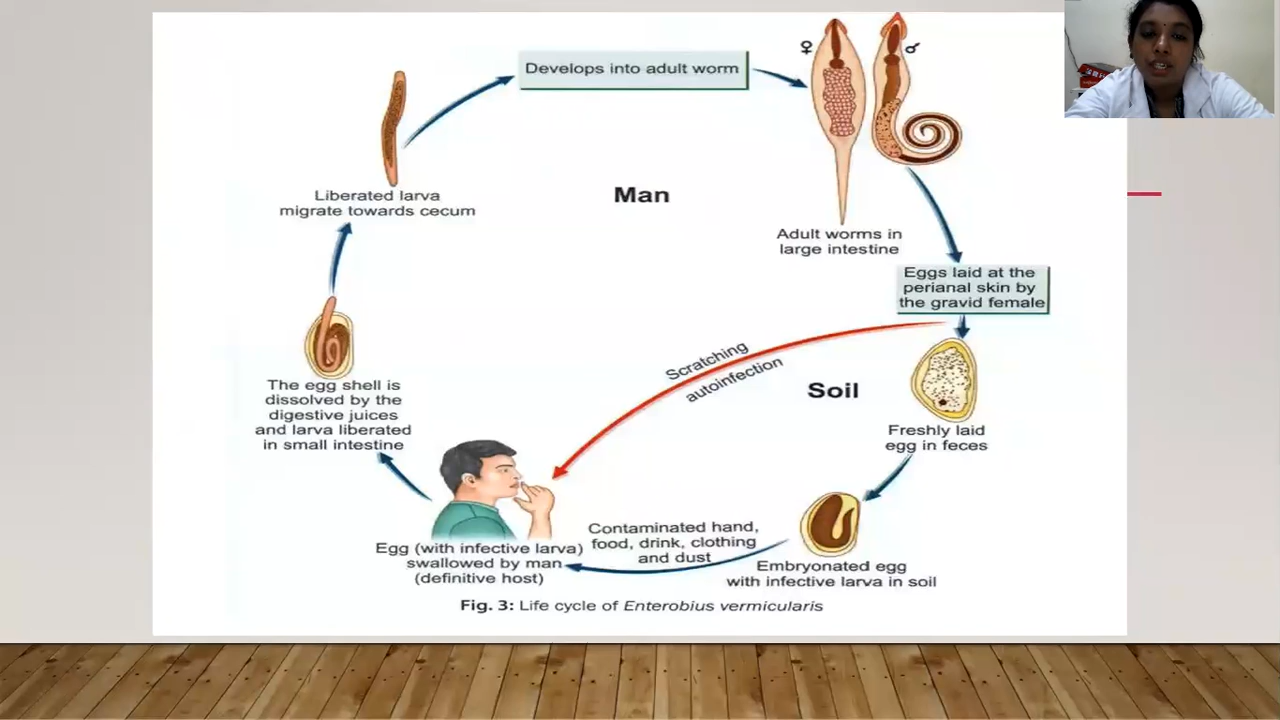 Develops into adult worm
♀
♂
Liberated larva
migrate towards cecum
Man
Adult worms in
large intestine
Eggs laid at the
perianal skin by
the gravid female
Scratching
autoinfection
Soil
The egg shell is
dissolved by the
digestive juices
and larva liberated
in small intestine
Freshly laid
egg in feces
Contaminated hand,
food, drink, clothing
and dust
Egg (with infective larva)
swallowed by man
(definitive host)
Embryonated egg
with infective larva in soil
Fig. 3: Life cycle of Enterobius vermicularis